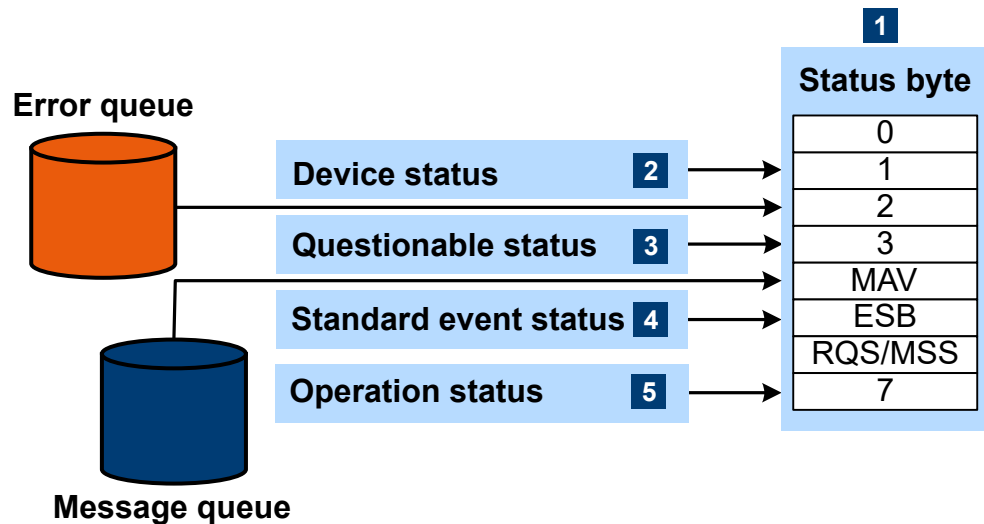 1
Status byte
Error queue
0
Device status 2
1
2
Questionable status 3
3
MAV
Standard event status 4
ESB
RQS/MSS
Operation status 5
7
Message queue